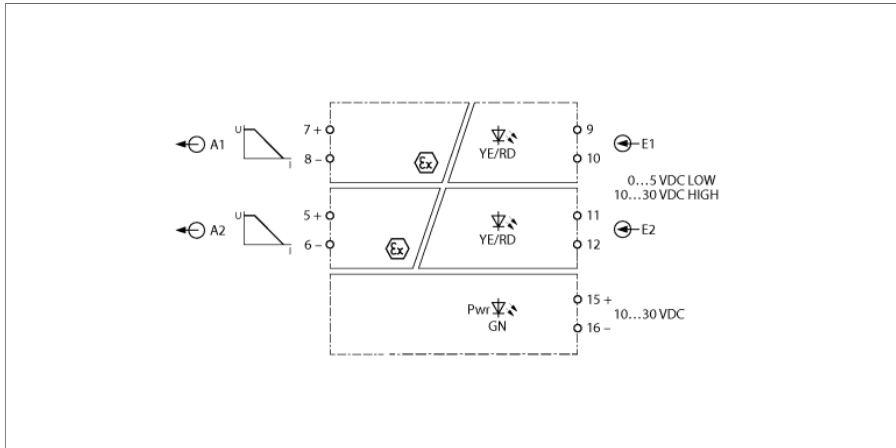 A1
U
I
7 +
8 –
Ex
YE/RD
9
10
E1
0...5 VDC LOW
10...30 VDC HIGH
A2
U
I
5 +
6 –
Ex
YE/RD
11
12
E2
Pwr
GN
15 +
16 –
10...30 VDC